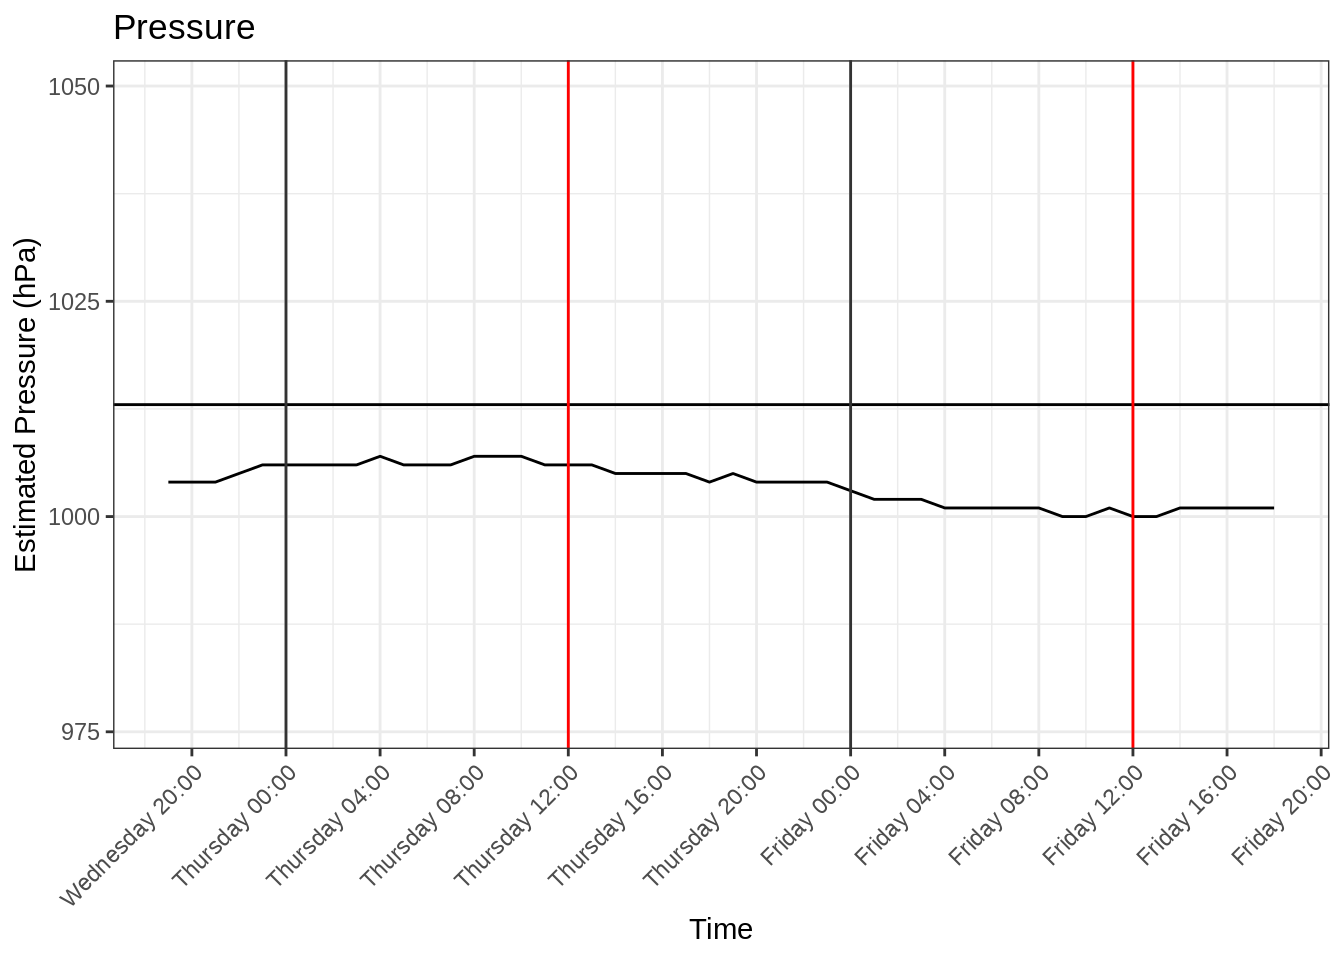 Pressure
Estimated Pressure (hPa)
1050
1025
1000
975
Wednesday 20:00
Thursday 00:00
Thursday 04:00
Thursday 08:00
Thursday 12:00
Thursday 16:00
Thursday 20:00
Friday 00:00
Friday 04:00
Friday 08:00
Friday 12:00
Friday 16:00
Friday 20:00
Time